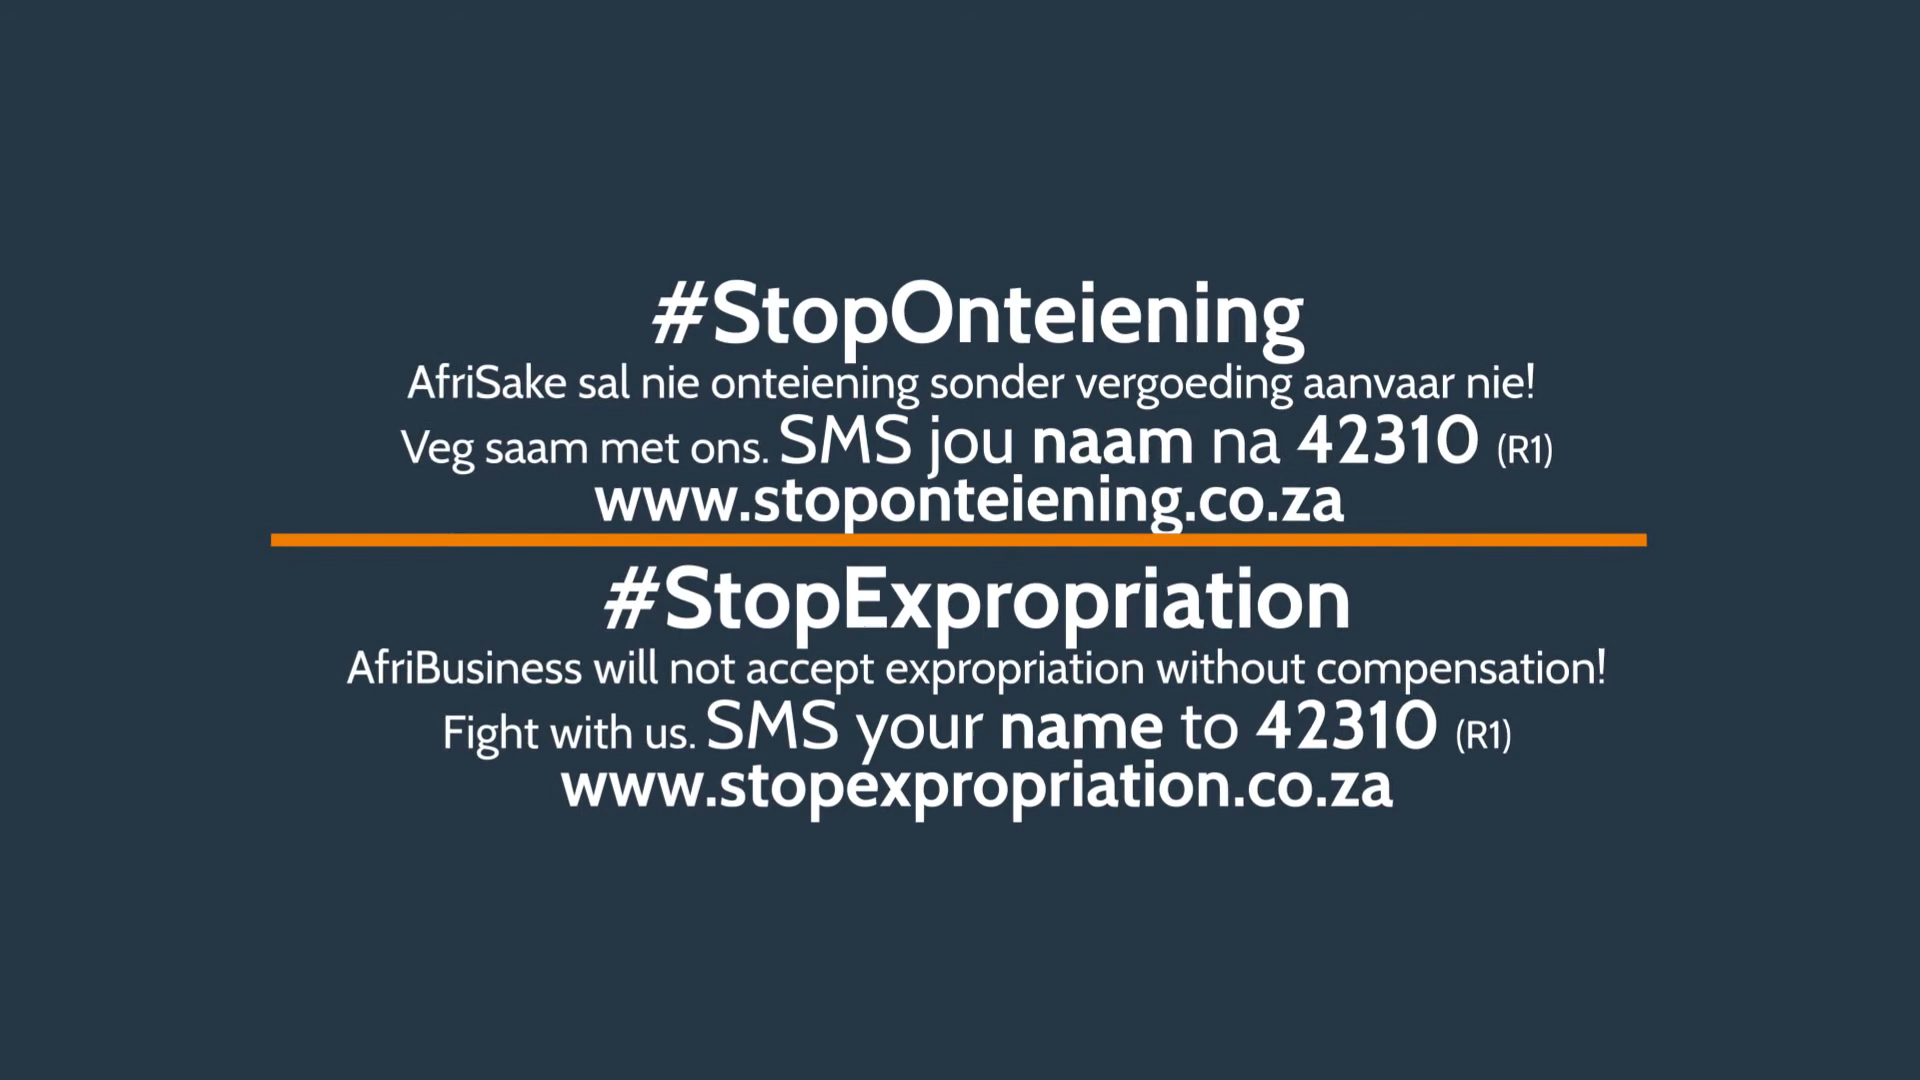 #StopOnteiening
AfriSake sal nie onteiening sonder vergoeding aanvaar nie!
Veg saam met ons. SMS jou naam na 42310 (R1)
www.stoponteiening.co.za
#StopExpropriation
AfriBusiness will not accept expropriation without compensation!
Fight with us. SMS your name to 42310 (R1)
www.stopexpropriation.co.za